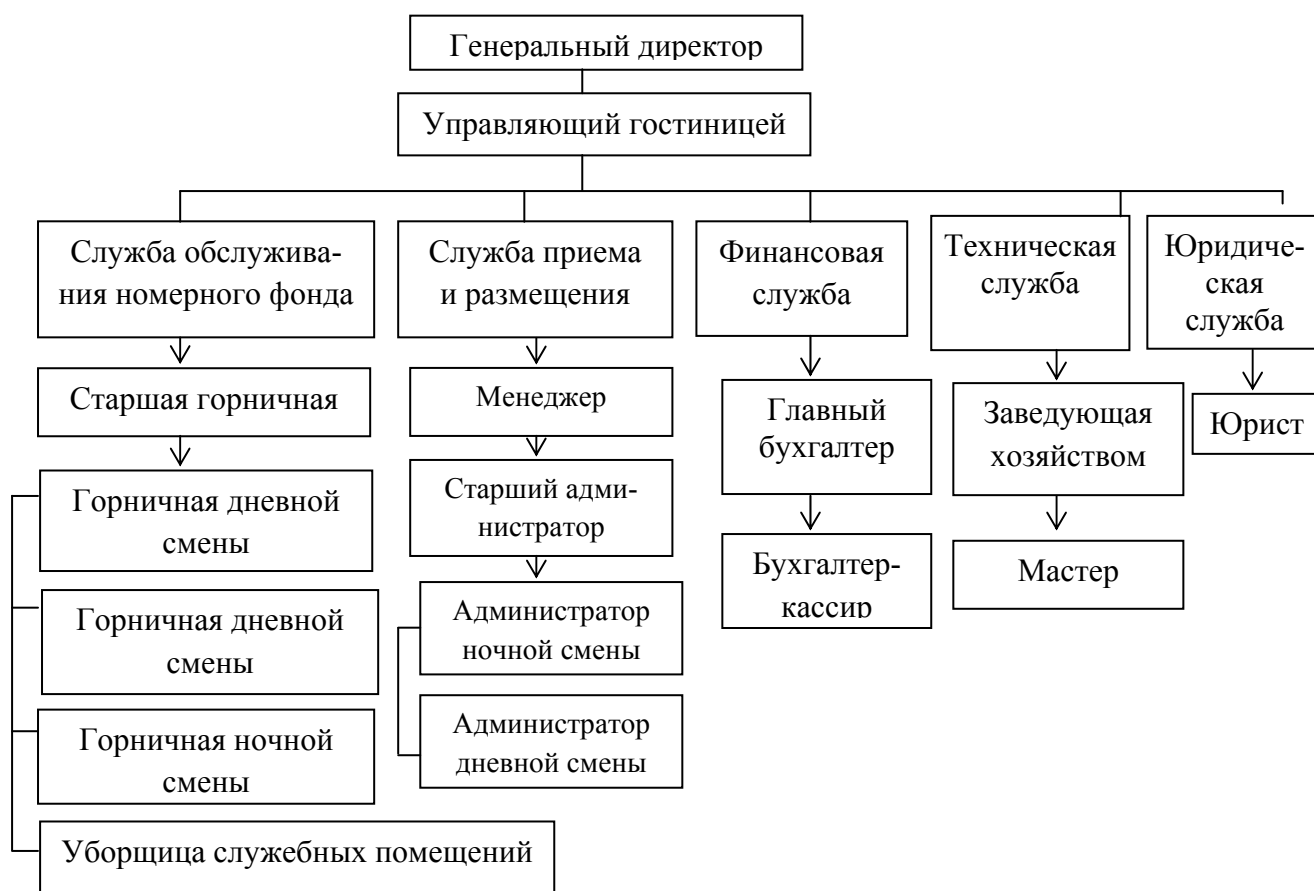 Генеральный директор
Управляющий гостиницей
Служба обслужива-
ния номерного фонда
Служба приема
и размещения
Финансовая
служба
Техническая
служба
Юридиче-
ская
служба
Старшая горничная
Менеджер
Главный
бухгалтер
Заведующая
хозяйством
Юрист
Горничная дневной
смены
Старший адми-
нистратор
Бухгалтер-
кассир
Мастер
Горничная дневной
смены
Администратор
ночной смены
Горничная ночной
смены
Администратор
дневной смены
Уборщица служебных помещений